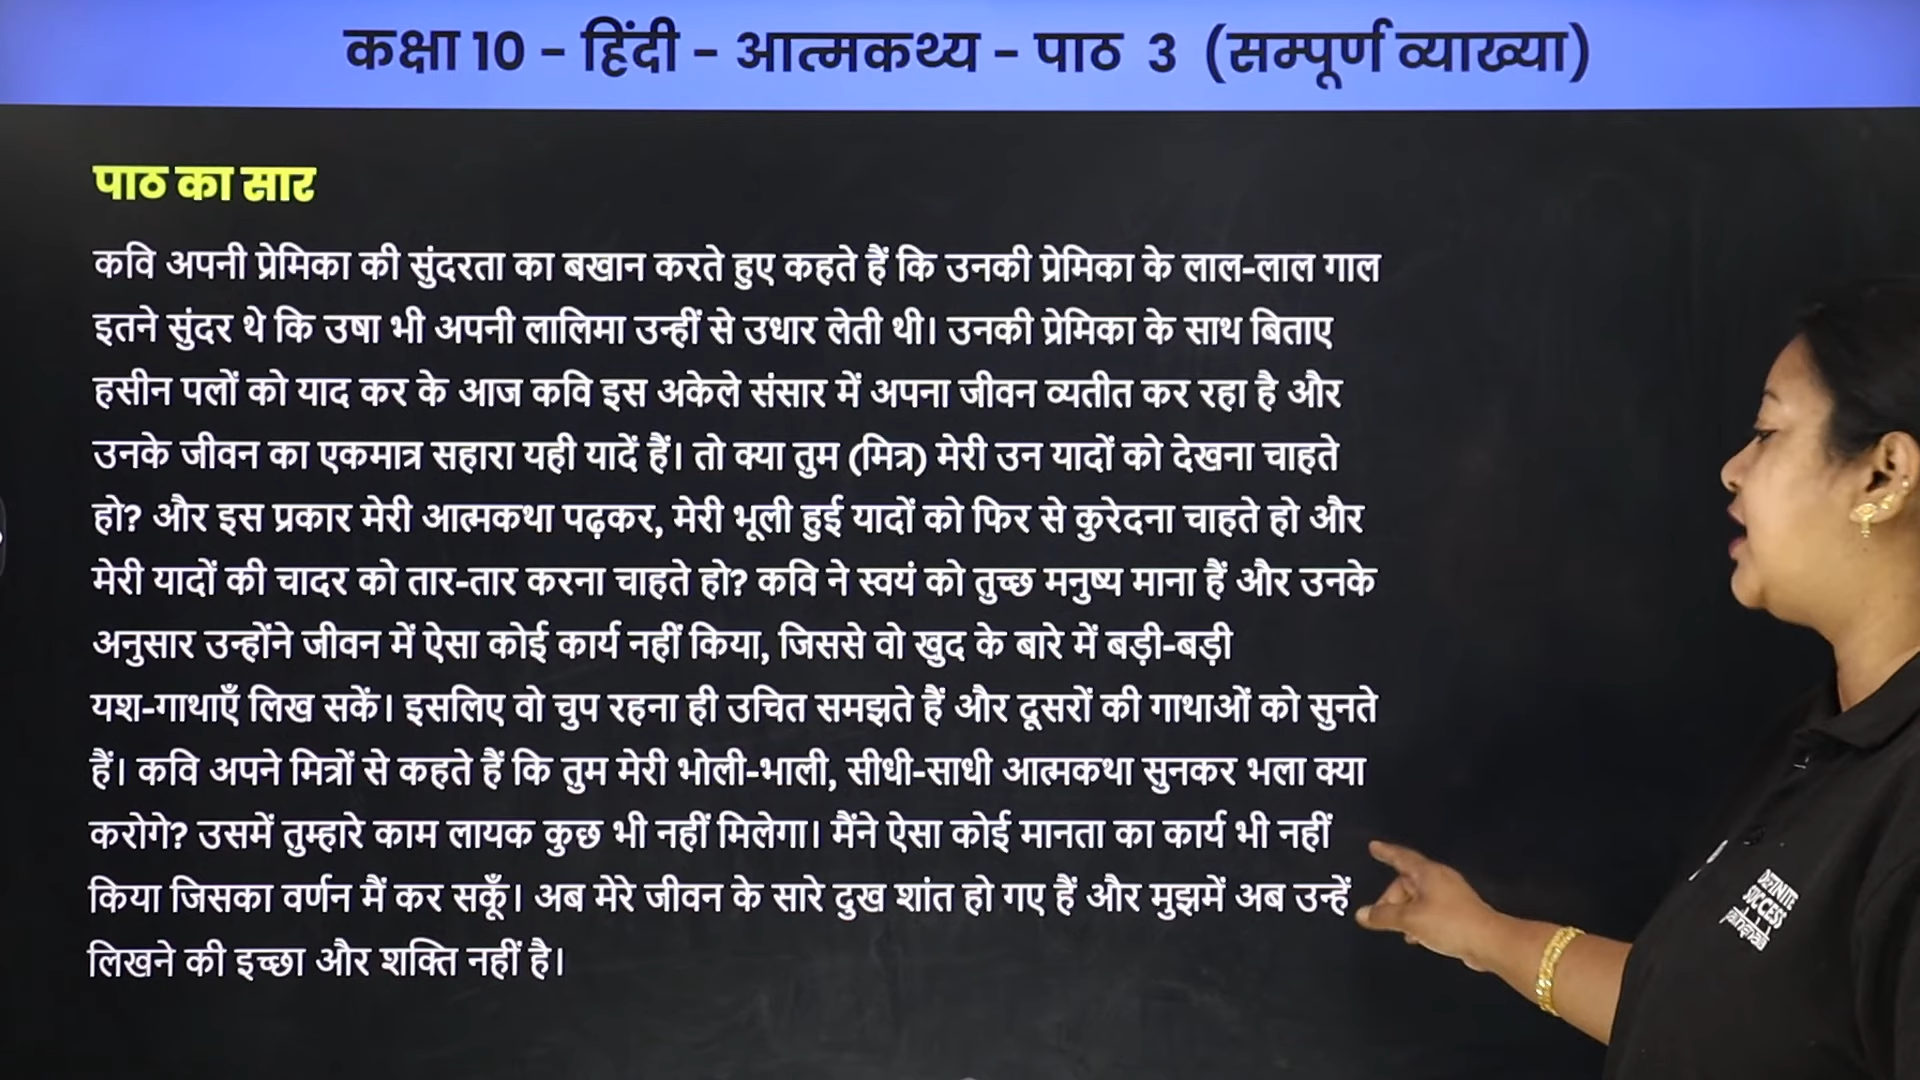 कक्षा 10 - हिंदी - आत्मकथ्य - पाठ 3 (सम्पूर्ण व्याख्या)
पाठ का सार
कवि अपनी प्रेमिका की सुंदरता का बखान करते हुए कहते हैं कि उनकी प्रेमिका के लाल-लाल गाल
इतने सुंदर थे कि उषा भी अपनी लालिमा उन्हीं से उधार लेती थी। उनकी प्रेमिका के साथ बिताए
हसीन पलों को याद कर के आज कवि इस अकेले संसार में अपना जीवन व्यतीत कर रहा है और
उनके जीवन का एकमात्र सहारा यही यादें हैं। तो क्या तुम (मित्र) मेरी उन यादों को देखना चाहते
हो? और इस प्रकार मेरी आत्मकथा पढ़कर, मेरी भूली हुई यादों को फिर से कुरेदना चाहते हो और
मेरी यादों की चादर को तार-तार करना चाहते हो? कवि ने स्वयं को तुच्छ मनुष्य माना हैं और उनके
अनुसार उन्होंने जीवन में ऐसा कोई कार्य नहीं किया, जिससे वो खुद के बारे में बड़ी-बड़ी
यश-गाथाएँ लिख सकें। इसलिए वो चुप रहना ही उचित समझते हैं और दूसरों की गाथाओं को सुनते
हैं। कवि अपने मित्रों से कहते हैं कि तुम मेरी भोली-भाली, सीधी-साधी आत्मकथा सुनकर भला क्या
करोगे? उसमें तुम्हारे काम लायक कुछ भी नहीं मिलेगा। मैंने ऐसा कोई मानता का कार्य भी नहीं
किया जिसका वर्णन मैं कर सकूँ। अब मेरे जीवन के सारे दुख शांत हो गए हैं और मुझमें अब उन्हें
लिखने की इच्छा और शक्ति नहीं है।
DEFINITE
SUCCESS